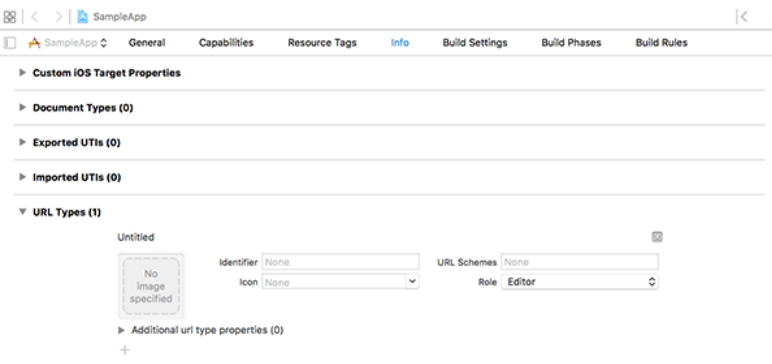 SampleApp
SampleApp General Capabilities Resource Tags Info Build Settings Build Phases Build Rules
Custom iOS Target Properties
Document Types (0)
Exported UTIs (0)
Imported UTIs (0)
URL Types (1)
Untitled
No image specified
Identifier None URL Schemes None
Icon None Role Editor
Additional url type properties (0)